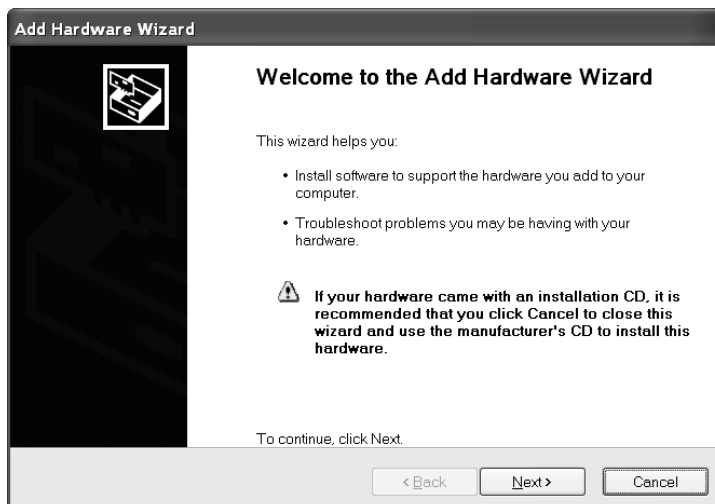 Add Hardware Wizard
Welcome to the Add Hardware Wizard
This wizard helps you:
• Install software to support the hardware you add to your
computer.
• Troubleshoot problems you may be having with your
hardware.
If your hardware came with an installation CD, it is
recommended that you click Cancel to close this
wizard and use the manufacturer's CD to install this
hardware.
To continue, click Next.
< Back Next > Cancel